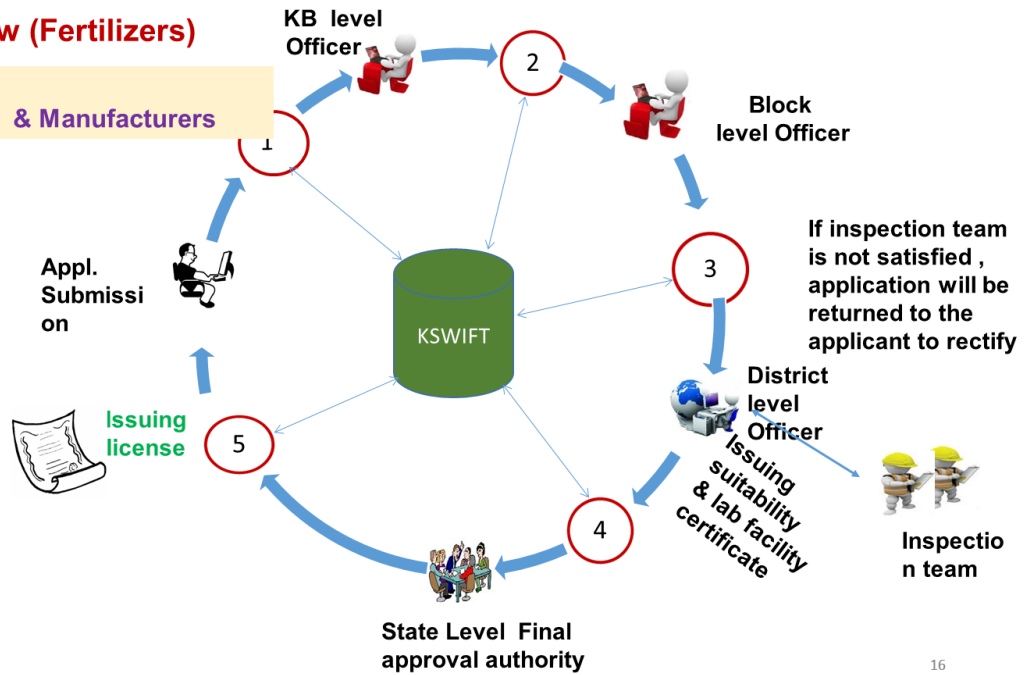 w (Fertilizers)
& Manufacturers
KB level
Officer
1
2
Block
level Officer
3
If inspection team
is not satisfied ,
application will be
returned to the
applicant to rectify
Appl.
Submissi
on
KSWIFT
District
level
Officer
Issuing
suitability
& lab facility
certificate
Issuing
license
5
4
Inspectio
n team
State Level Final
approval authority
16